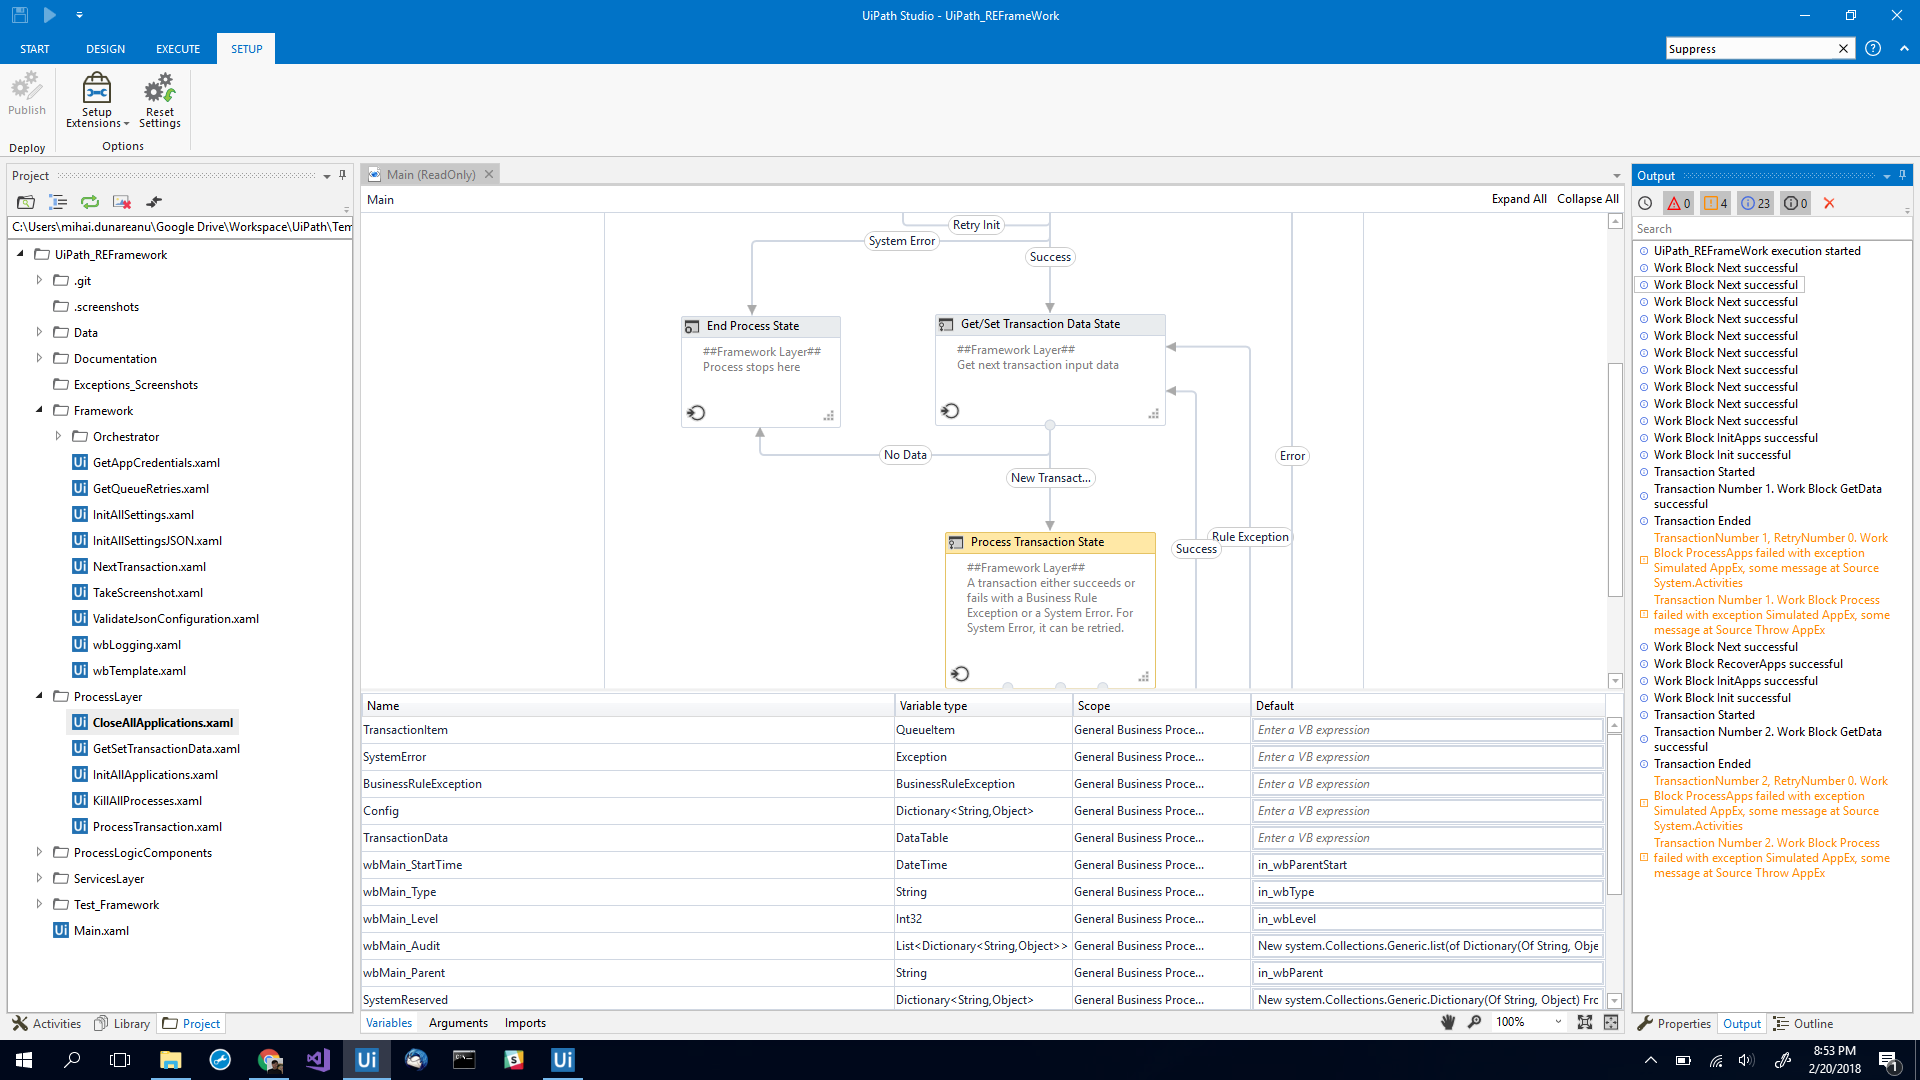 UiPath Studio - UiPath_REFrameWork
START
DESIGN
EXECUTE
SETUP
Suppress
Publish
Setup
Extensions
Reset
Settings
Deploy
Options
Project
C:\Users\mihai.dunareanu\Google Drive\Workspace\UiPath\Tem
UiPath_REFramework
.git
.screenshots
Data
Documentation
Exceptions_Screenshots
Framework
Orchestrator
GetAppCredentials.xaml
GetQueueRetries.xaml
InitAllSettings.xaml
InitAllSettingsJSON.xaml
NextTransaction.xaml
TakeScreenshot.xaml
ValidateJsonConfiguration.xaml
wbLogging.xaml
wbTemplate.xaml
ProcessLayer
CloseAllApplications.xaml
GetSetTransactionData.xaml
InitAllApplications.xaml
KillAllProcesses.xaml
ProcessTransaction.xaml
ProcessLogicComponents
ServicesLayer
Test_Framework
Main.xaml
Activities
Library
Project
Main (ReadOnly)
Main
Expand All
Collapse All
Retry Init
System Error
Success
End Process State
##Framework Layer##
Process stops here
Get/Set Transaction Data State
##Framework Layer##
Get next transaction input data
No Data
New Transact...
Error
Rule Exception
Success
Process Transaction State
##Framework Layer##
A transaction either succeeds or
fails with a Business Rule
Exception or a System Error. For
System Error, it can be retried.
Name Variable type Scope Default
TransactionItem QueueItem General Business Proce... Enter a VB expression
SystemError Exception General Business Proce... Enter a VB expression
BusinessRuleException BusinessRuleException General Business Proce... Enter a VB expression
Config Dictionary<String,Object> General Business Proce... Enter a VB expression
TransactionData DataTable General Business Proce... Enter a VB expression
wbMain_StartTime DateTime General Business Proce... in_wbParentStart
wbMain_Type String General Business Proce... in_wbType
wbMain_Level Int32 General Business Proce... in_wbLevel
wbMain_Audit List<Dictionary<String,Object>> General Business Proce... New system.Collections.Generic.list(of Dictionary(Of String, Obje
wbMain_Parent String General Business Proce... in_wbParent
SystemReserved Dictionary<String,Object> General Business Proce... New system.Collections.Generic.Dictionary(Of String, Object) Frc
Variables
Arguments
Imports
100%
Output
0
4
23
0
Search
UiPath_REFrameWork execution started
Work Block Next successful
Work Block Next successful
Work Block Next successful
Work Block Next successful
Work Block Next successful
Work Block Next successful
Work Block Next successful
Work Block Next successful
Work Block Next successful
Work Block Next successful
Work Block InitApps successful
Work Block Init successful
Transaction Started
Transaction Number 1. Work Block GetData
successful
Transaction Ended
TransactionNumber 1, RetryNumber 0. Work
Block ProcessApps failed with exception
Simulated AppEx, some message at Source
System.Activities
Transaction Number 1. Work Block Process
failed with exception Simulated AppEx, some
message at Source Throw AppEx
Work Block Next successful
Work Block RecoverApps successful
Work Block InitApps successful
Work Block Init successful
Transaction Started
Transaction Number 2. Work Block GetData
successful
Transaction Ended
TransactionNumber 2, RetryNumber 0. Work
Block ProcessApps failed with exception
Simulated AppEx, some message at Source
System.Activities
Transaction Number 2. Work Block Process
failed with exception Simulated AppEx, some
message at Source Throw AppEx
Properties
Output
Outline
8:53 PM
2/20/2018
1